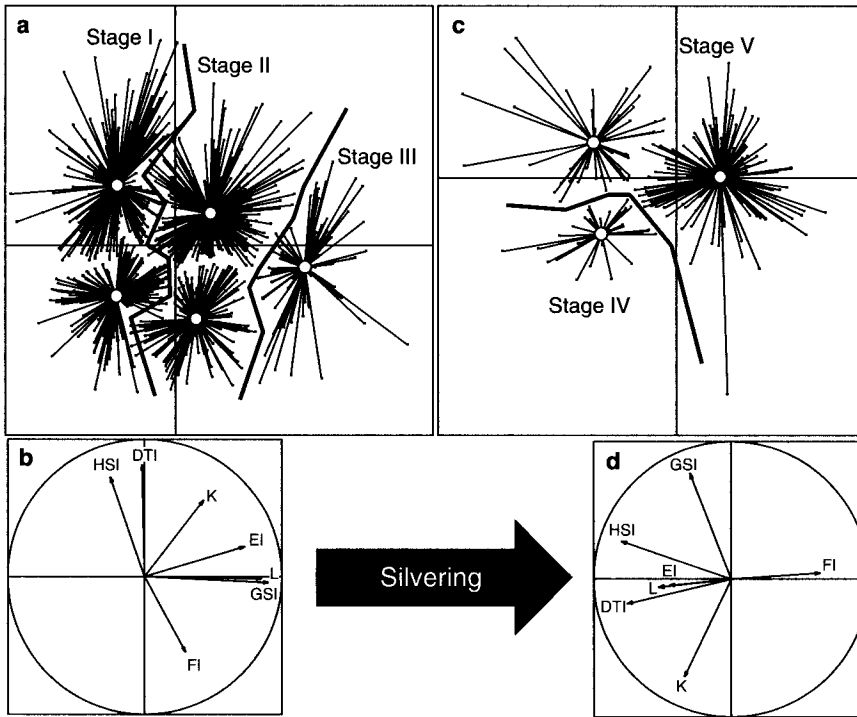 a
Stage I
Stage II
Stage III
c
Stage V
Stage IV
b
HSI
DTI
K
EI
L
GSI
FI
Silvering
d
GSI
HSI
EI
L
DTI
FI
K